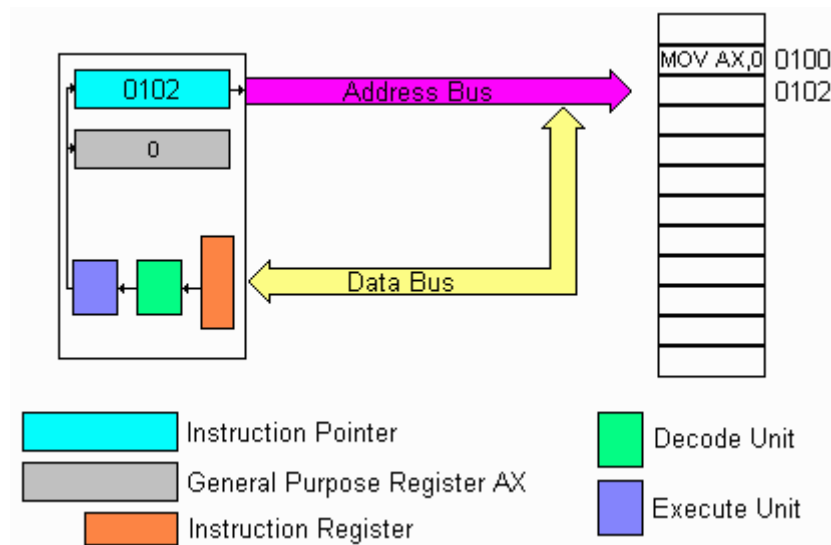 MOV AX,0 0100
0102 Address Bus 0102
0
Data Bus
Instruction Pointer
Decode Unit
General Purpose Register AX
Execute Unit
Instruction Register